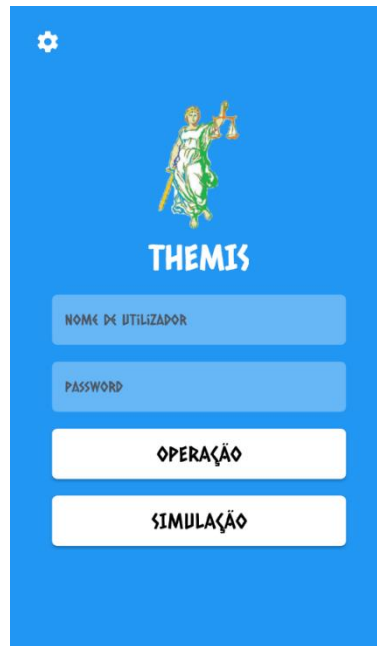 THEMIS
NOME DE UTILIZADOR
PASSWORD
OPERAÇÃO
SIMULAÇÃO